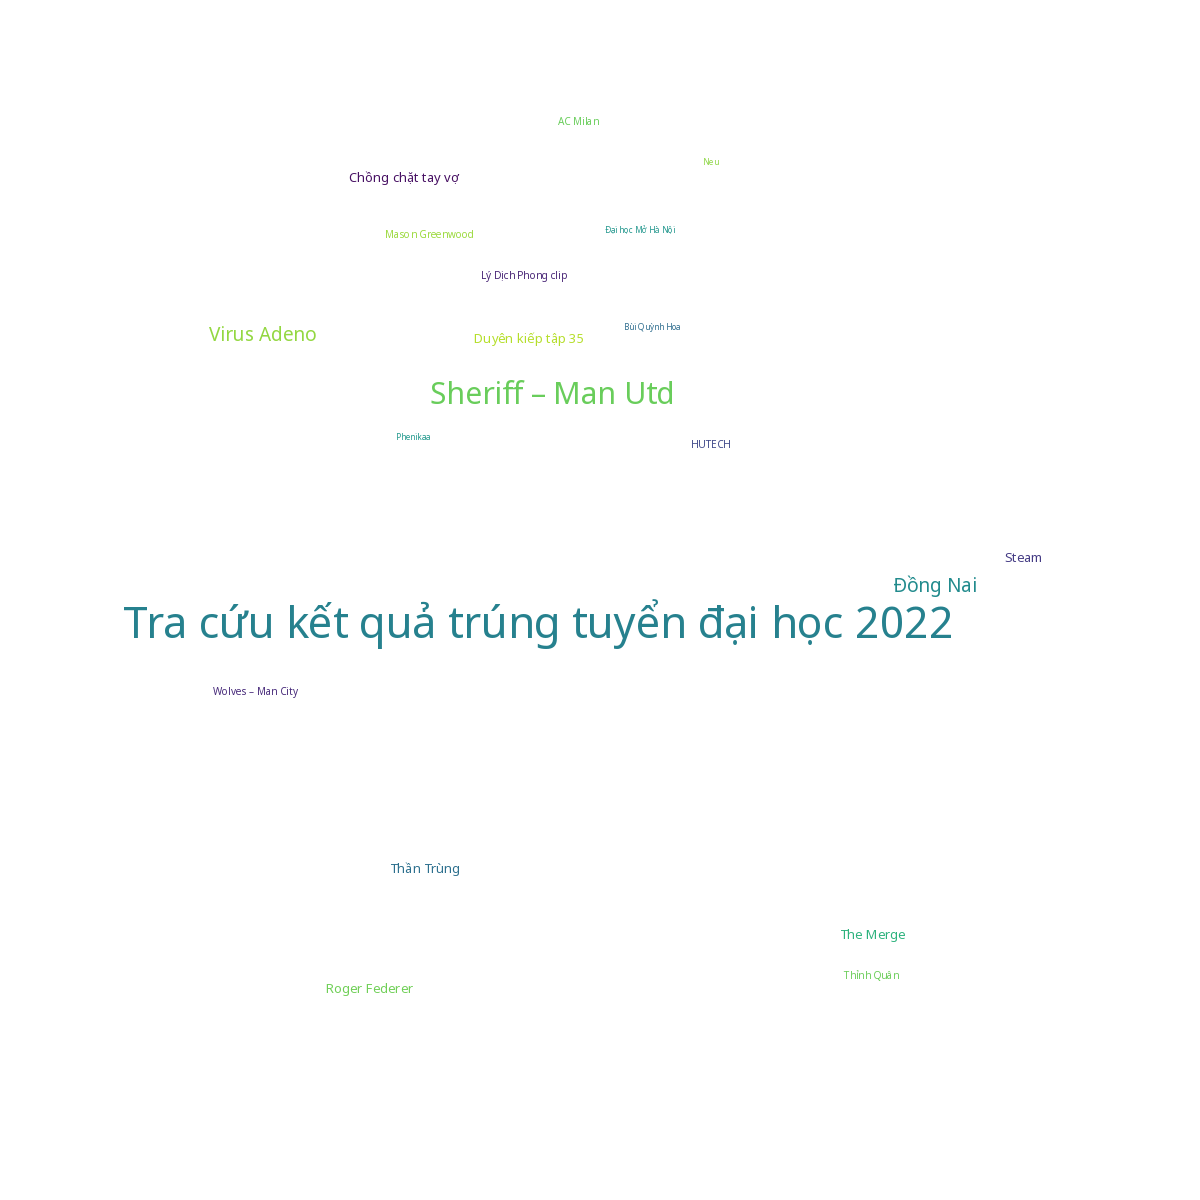 AC Milan
Neu
Chồng chặt tay vợ
Đại học Mở Hà Nội
Mason Greenwood
Lý Dịch Phong clip
Bùi Quỳnh Hoa
Virus Adeno
Duyên kiếp tập 35
Sheriff – Man Utd
Phenikaa
HUTECH
Steam
Đồng Nai
Tra cứu kết quả trúng tuyển đại học 2022
Wolves – Man City
Thần Trùng
The Merge
Thính Quân
Roger Federer